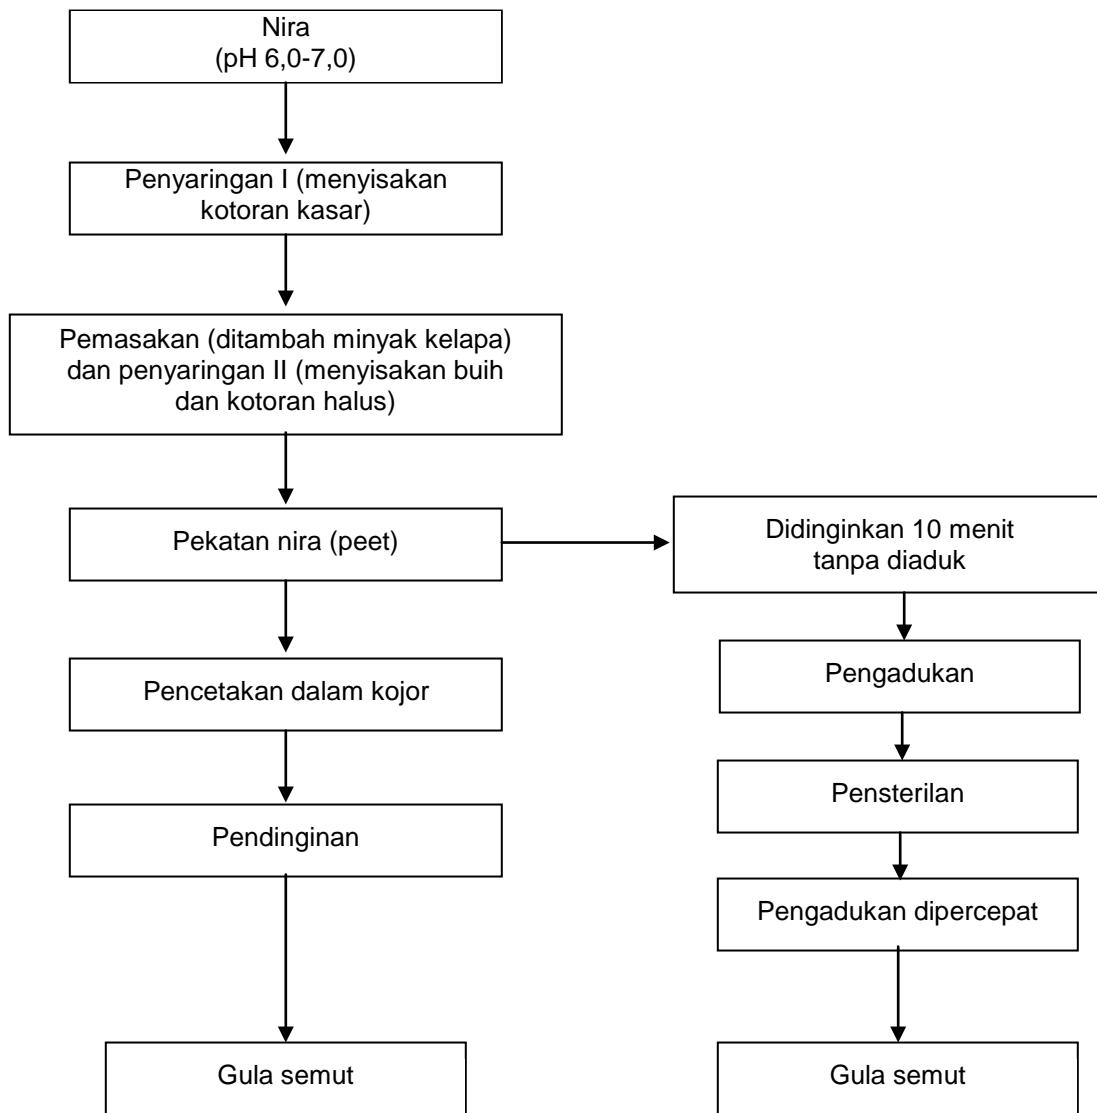 Nira
(pH 6,0-7,0)
Penyaringan I (menyisakan
kotoran kasar)
Pemasakan (ditambah minyak kelapa)
dan penyaringan II (menyisakan buih
dan kotoran halus)
Pekatan nira (peet)
Pencetakan dalam kojor
Pendinginan
Gula semut
Didinginkan 10 menit
tanpa diaduk
Pengadukan
Pensterilan
Pengadukan dipercepat
Gula semut